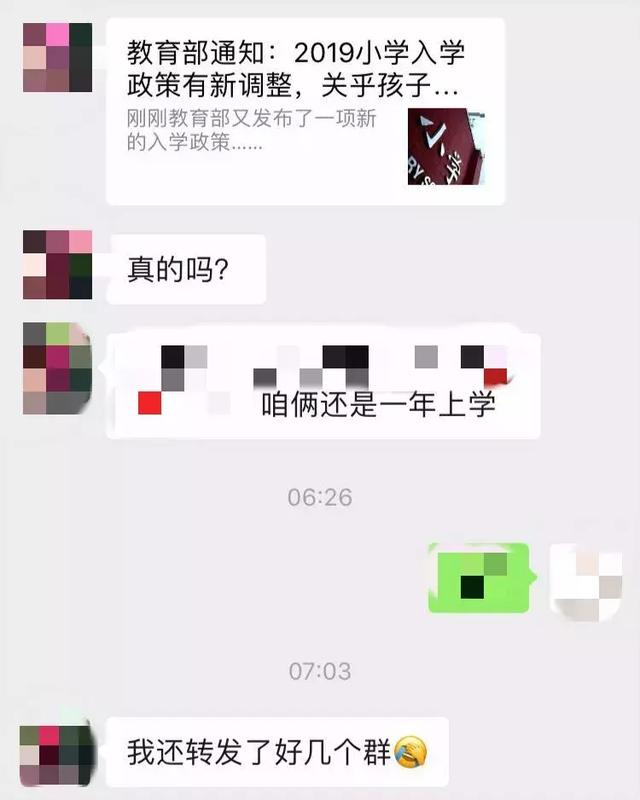 教育部通知：2019小学入学
政策有新调整，关乎孩子...
刚刚教育部又发布了一项新
的入学政策......
小学
RY S
真的吗？
咱俩还是一年上学
06:26
07:03
我还转发了好几个群